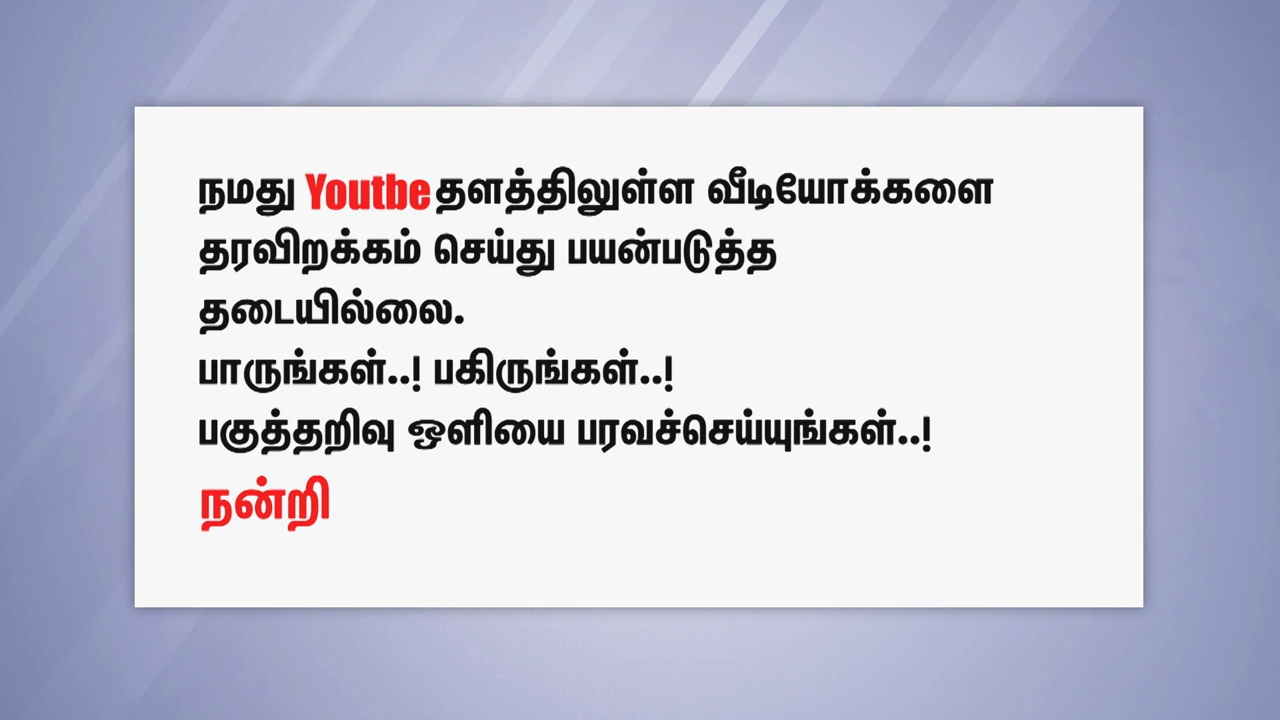 நமது Youtbe தளத்திலுள்ள வீடியோக்களை
தரவிறக்கம் செய்து பயன்படுத்த
தடையில்லை.
பாருங்கள்..! பகிருங்கள்..!
பகுத்தறிவு ஒளியை பரவச்செய்யுங்கள்..!
நன்றி